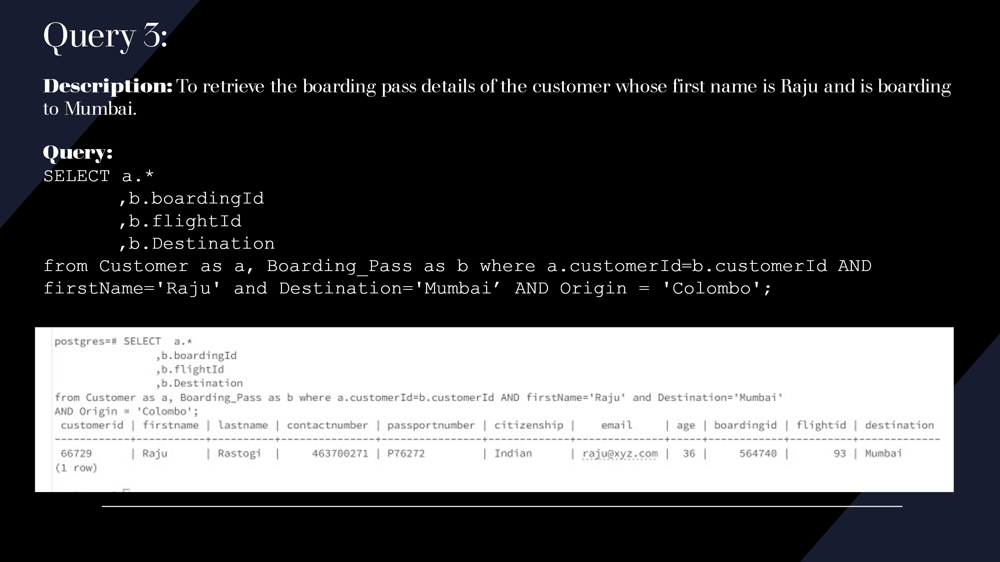 Query 3:
Description: To retrieve the boarding pass details of the customer whose first name is Raju and is boarding
to Mumbai.
Query:
SELECT a.*
,b.boardingId
,b.flightId
,b.Destination
from Customer as a, Boarding_Pass as b where a.customerId=b.customerId AND
firstName='Raju' and Destination='Mumbai’ AND Origin = 'Colombo';
postgres=# SELECT  a.*
,b.boardingId
,b.flightId
,b.Destination
from Customer as a, Boarding_Pass as b where a.customerId=b.customerId AND firstName='Raju' and Destination='Mumbai'
AND Origin = 'Colombo';
customerid | firstname | lastname | contactnumber | passportnumber | citizenship |    email     | age | boardingid | flightid | destination
------------+-----------+----------+---------------+----------------+-------------+--------------+-----+------------+----------+-------------
66729      | Raju      | Rastogi  |     463700271 | P76272         | Indian      | raju@xyz.com |  36 |     564740 |       93 | Mumbai
(1 row)